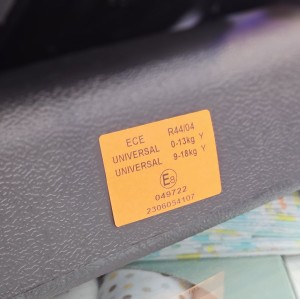 ECE R44/04
UNIVERSAL 0-13kg Y
UNIVERSAL 9-18kg Y
E8
049722
2306054107